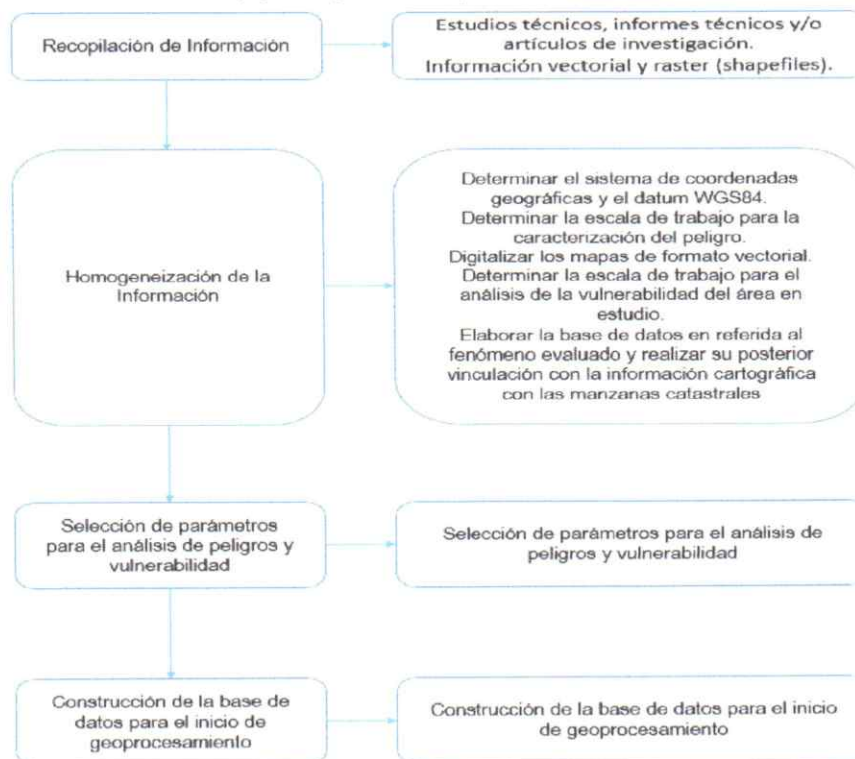 Recopilación de Información
Estudios técnicos, informes técnicos y/o
artículos de investigación.
Información vectorial y raster (shapefiles).
Homogeneización de la
Información
Determinar el sistema de coordenadas
geográficas y el datum WGS84.
Determinar la escala de trabajo para la
caracterización del peligro.
Digitalizar los mapas de formato vectorial.
Determinar la escala de trabajo para el
análisis de la vulnerabilidad del área en
estudio.
Elaborar la base de datos en referida al
fenómeno evaluado y realizar su posterior
vinculación con la información cartográfica
con las manzanas catastrales
Selección de parámetros
para el análisis de peligros y
vulnerabilidad
Selección de parámetros para el análisis de
peligros y vulnerabilidad
Construcción de la base de
datos para el inicio de
geoprocesamiento
Construcción de la base de datos para el inicio
de geoprocesamiento